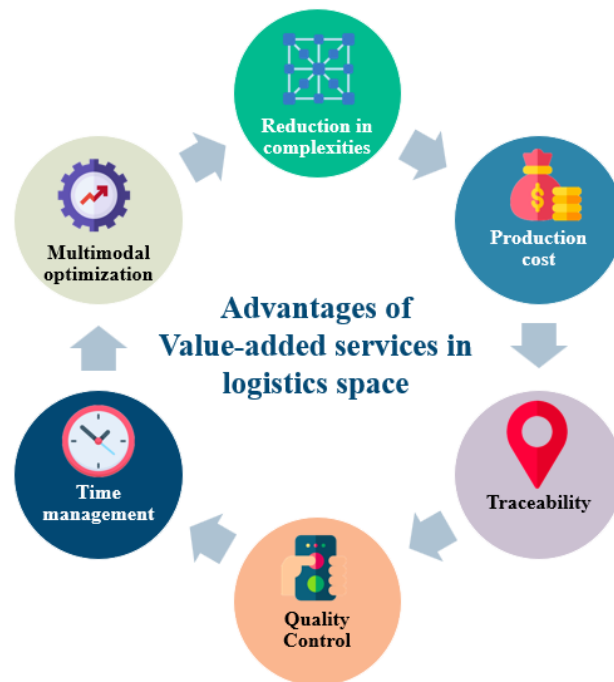 Reduction in
complexities
Production
cost
Traceability
Quality
Control
Time
management
Multimodal
optimization
Advantages of
Value-added services in
logistics space